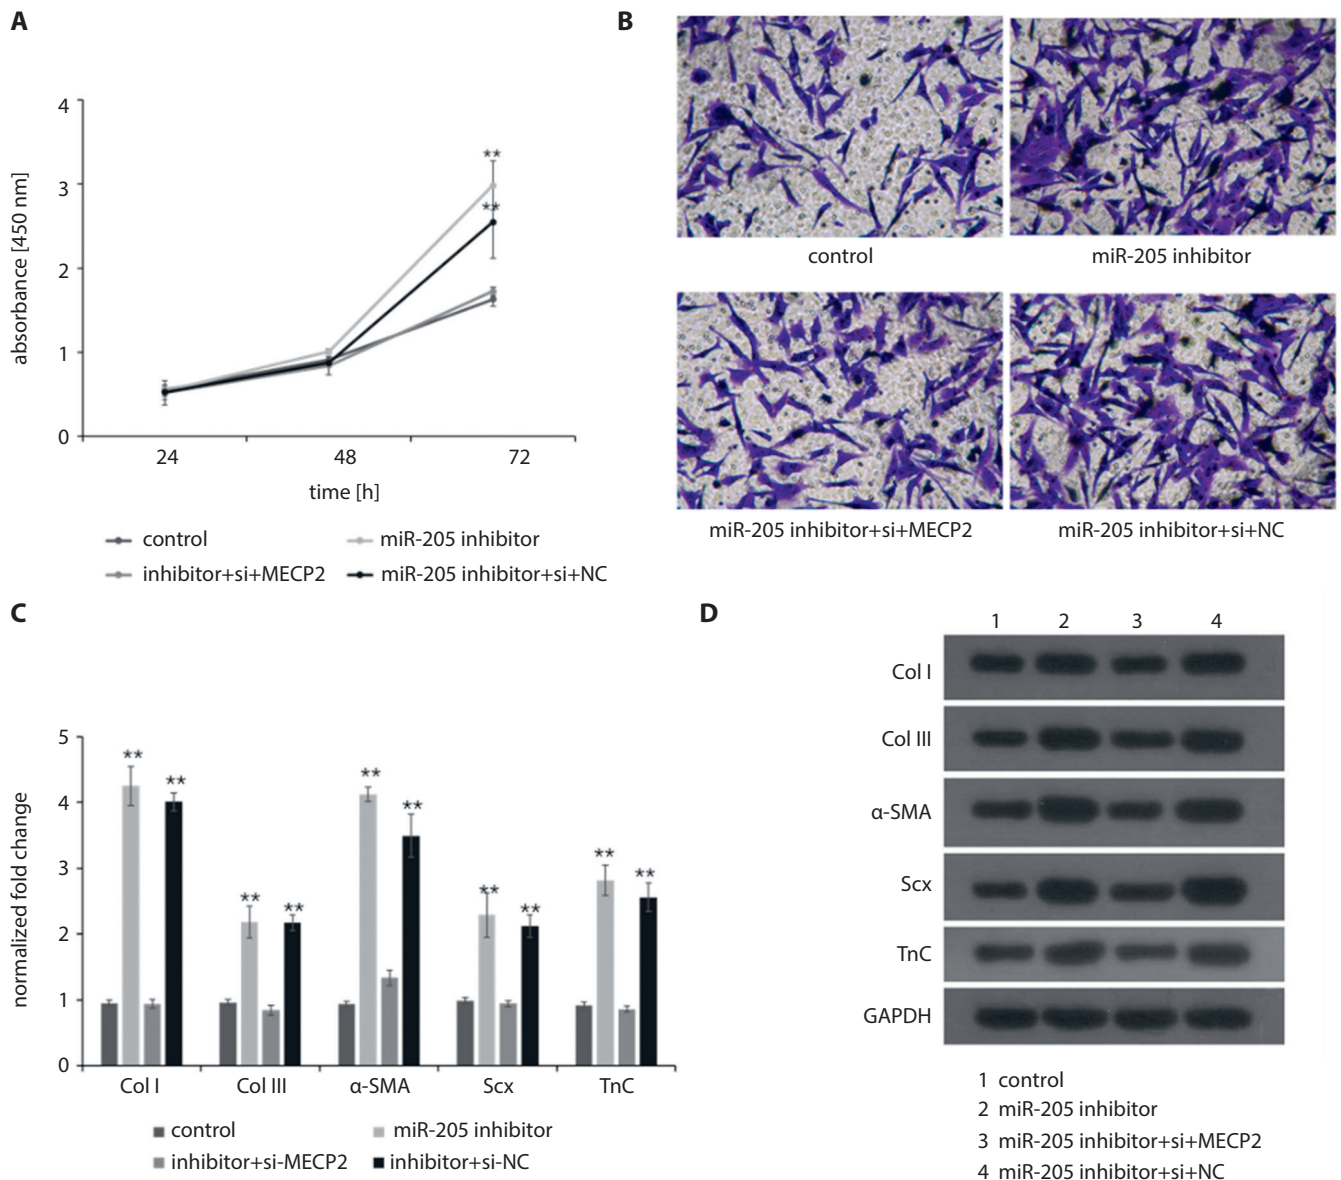 A
absorbance [450 nm]
4
3
2
1
0
**
**
24 48 72
time [h]
control miR-205 inhibitor
inhibitor+si+MECP2 miR-205 inhibitor+si+NC
B
control miR-205 inhibitor
miR-205 inhibitor+si+MECP2 miR-205 inhibitor+si+NC
C
normalized fold change
5
4
3
2
1
0
** ** ** ** ** ** ** ** ** **
Col I Col III α-SMA Scx TnC
control miR-205 inhibitor
inhibitor+si-MECP2 inhibitor+si-NC
D
1 2 3 4
Col I
Col III
α-SMA
Scx
TnC
GAPDH
1 control
2 miR-205 inhibitor
3 miR-205 inhibitor+si+MECP2
4 miR-205 inhibitor+si+NC